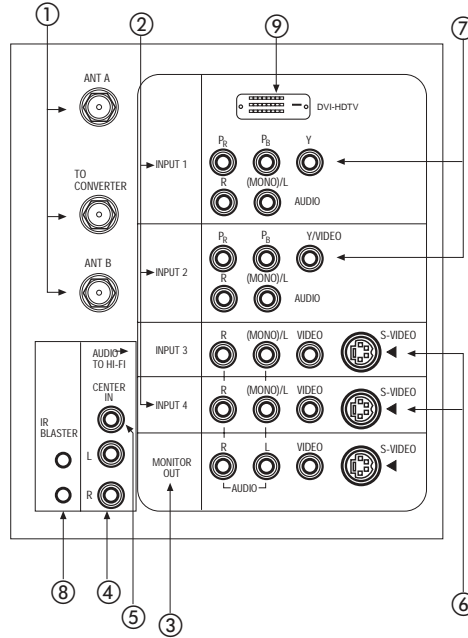 ① ② ⑨ ⑦
ANT A
DVI-HDTV
PR PB Y
INPUT 1
R (MONO)/L AUDIO
TO
CONVERTER
ANT B
PR PB Y/VIDEO
INPUT 2
R (MONO)/L AUDIO
AUDIO
TO HI-FI
INPUT 3
R (MONO)/L VIDEO S-VIDEO
CENTER
IN
INPUT 4
R (MONO)/L VIDEO S-VIDEO
IR
BLASTER
L
R
MONITOR
OUT
R L VIDEO S-VIDEO
AUDIO
⑧ ④ ⑤ ③ ⑥